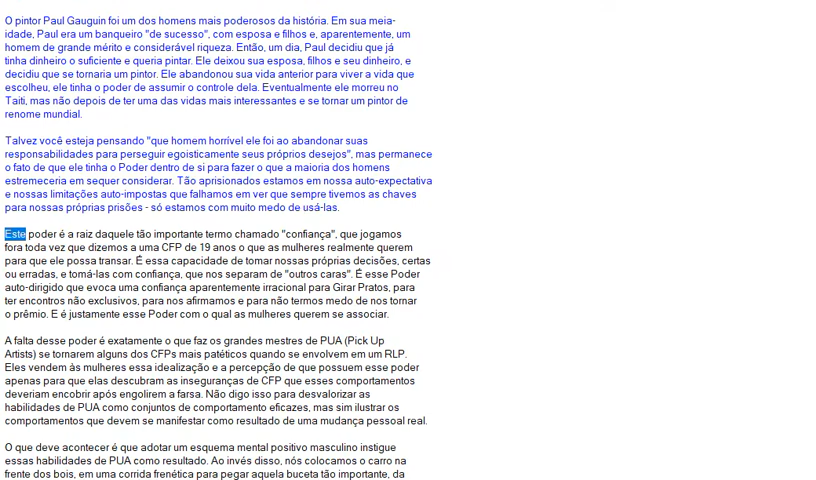 O pintor Paul Gauguin foi um dos homens mais poderosos da história. Em sua meia-
idade, Paul era um banqueiro "de sucesso", com esposa e filhos e, aparentemente, um
homem de grande mérito e considerável riqueza. Então, um dia, Paul decidiu que já
tinha dinheiro o suficiente e queria pintar. Ele deixou sua esposa, filhos e seu dinheiro, e
decidiu que se tornaria um pintor. Ele abandonou sua vida anterior para viver a vida que
escolheu, ele tinha o poder de assumir o controle dela. Eventualmente ele morreu no
Taiti, mas não depois de ter uma das vidas mais interessantes e se tornar um pintor de
renome mundial.

Talvez você esteja pensando "que homem horrível ele foi ao abandonar suas
responsabilidades para perseguir egoisticamente seus próprios desejos", mas permanece
o fato de que ele tinha o Poder dentro de si para fazer o que a maioria dos homens
estremeceria em sequer considerar. Tão aprisionados estamos em nossa auto-expectativa
e nossas limitações auto-impostas que falhamos em ver que sempre tivemos as chaves
para nossas próprias prisões - só estamos com muito medo de usá-las.

Este poder é a raiz daquele tão importante termo chamado "confiança", que jogamos
fora toda vez que dizemos a uma CFP de 19 anos o que as mulheres realmente querem
para que ele possa transar. É essa capacidade de tomar nossas próprias decisões, certas
ou erradas, e tomá-las com confiança, que nos separam de "outros caras". É esse Poder
auto-dirigido que evoca uma confiança aparentemente irracional para Girar Pratos, para
ter encontros não exclusivos, para nos afirmamos e para não termos medo de nos tornar
o prêmio. E é justamente esse Poder com o qual as mulheres querem se associar.

A falta desse poder é exatamente o que faz os grandes mestres de PUA (Pick Up
Artists) se tornarem alguns dos CFPs mais patéticos quando se envolvem em um RLP.
Eles vendem às mulheres essa idealização e a percepção de que possuem esse poder
apenas para que elas descubram as inseguranças de CFP que esses comportamentos
deveriam encobrir após engolirem a farsa. Não digo isso para desvalorizar as
habilidades de PUA como conjuntos de comportamento eficazes, mas sim ilustrar os
comportamentos que devem se manifestar como resultado de uma mudança pessoal real.

O que deve acontecer é que adotar um esquema mental positivo masculino instigue
essas habilidades de PUA como resultado. Ao invés disso, nós colocamos o carro na
frente dos bois, em uma corrida frenética para pegar aquela buceta tão importante, da